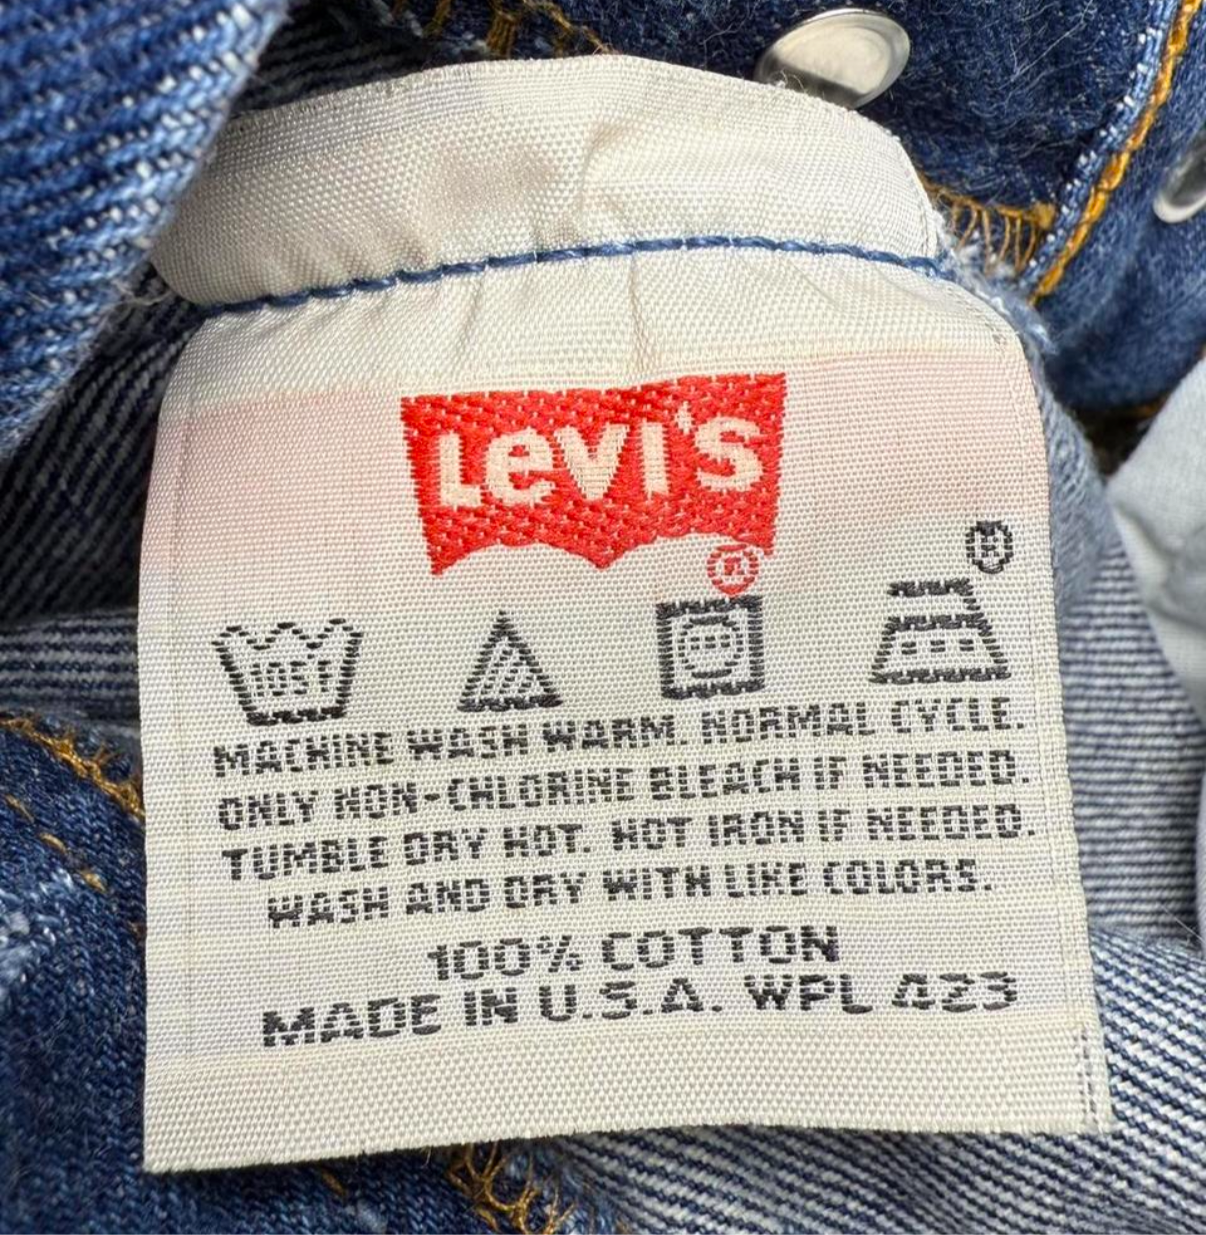 LEVI'S
®
®
105F
MACHINE WASH WARM. NORMAL CYCLE.
ONLY NON-CHLORINE BLEACH IF NEEDED.
TUMBLE DRY HOT. HOT IRON IF NEEDED.
WASH AND DRY WITH LIKE COLORS.
100% COTTON
MADE IN U.S.A. WPL 423